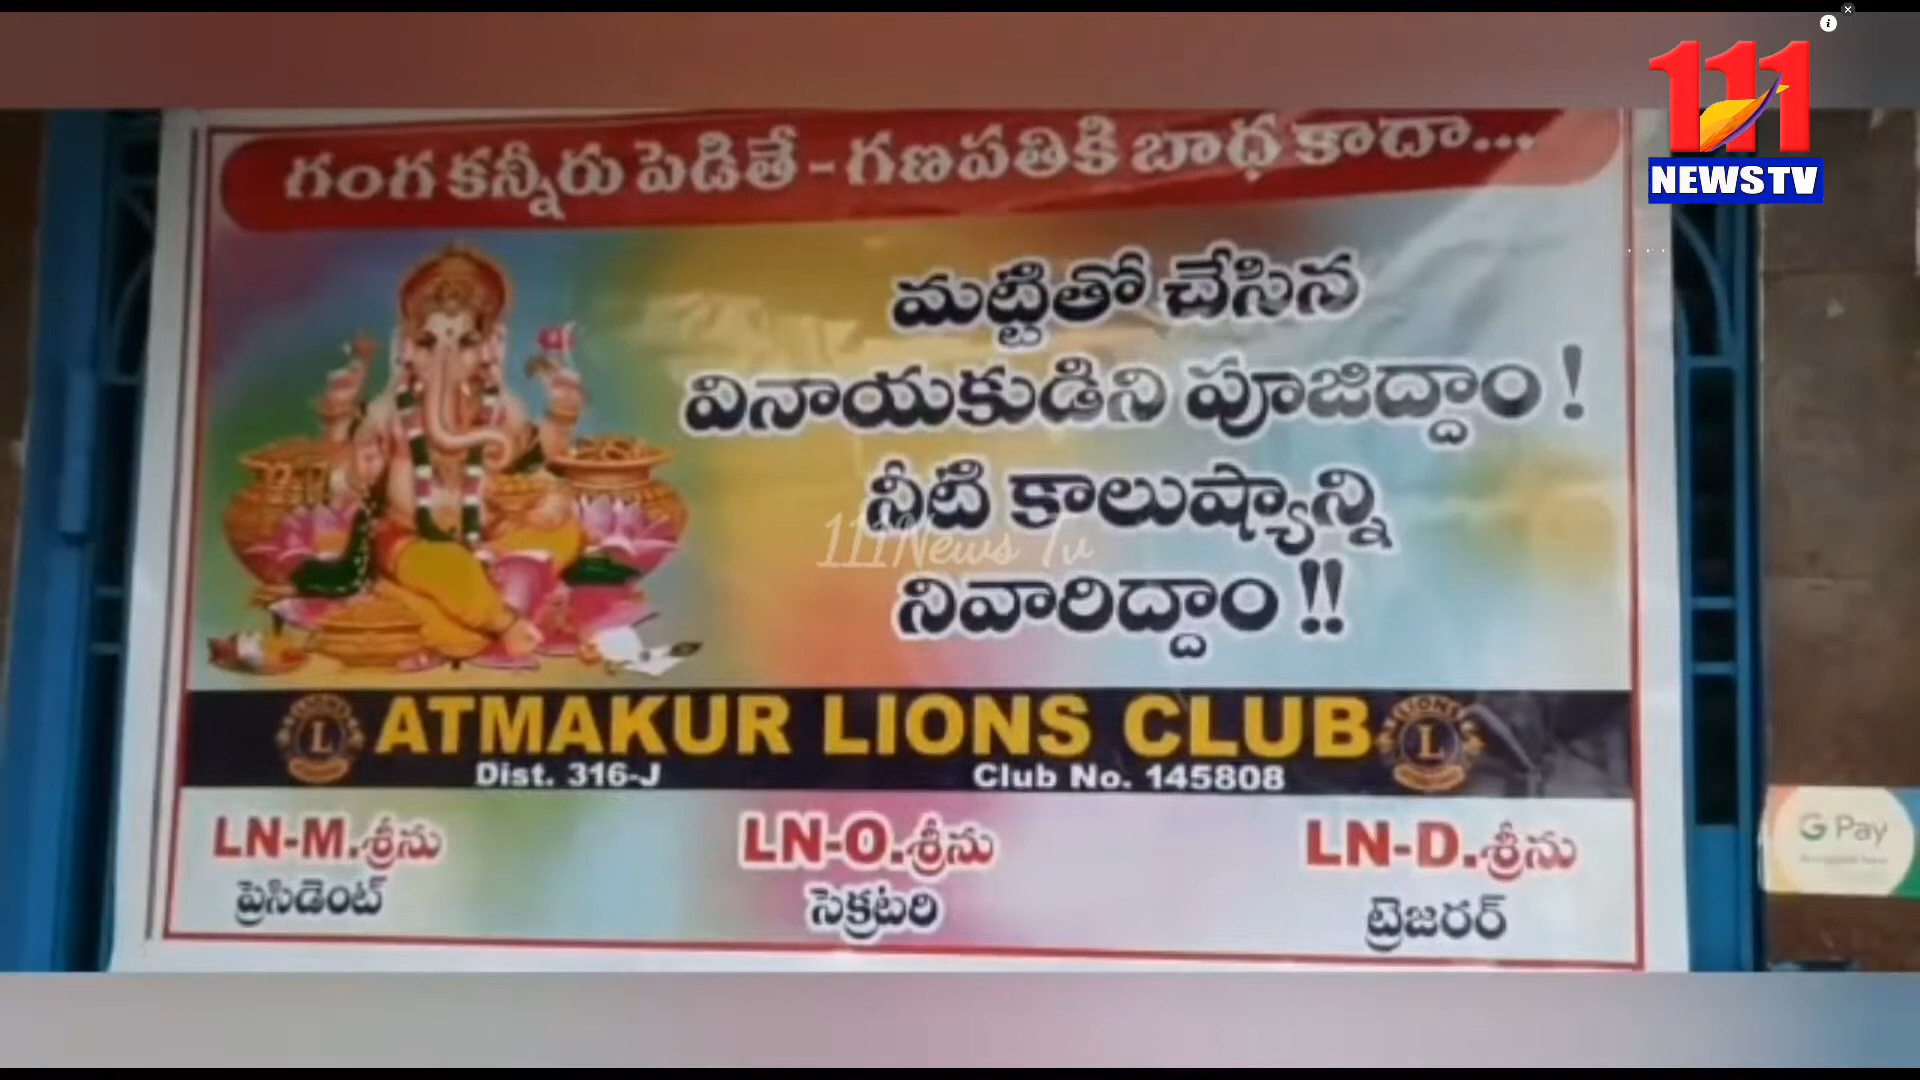 111
NEWS TV
గంగ కన్నీరు పెడితే - గణపతికి బాధ కాదా...
మట్టితో చేసిన
వినాయకుడిని పూజిద్దాం !
నీటి కాలుష్యాన్ని
111News Tv
నివారిద్దాం !!
ATMAKUR LIONS CLUB
Dist. 316-J Club No. 145808
LIONS
L
L
LN-M.శ్రీను LN-O.శ్రీను LN-D.శ్రీను
ప్రెసిడెంట్ సెక్రటరి ట్రెజరర్
G Pay